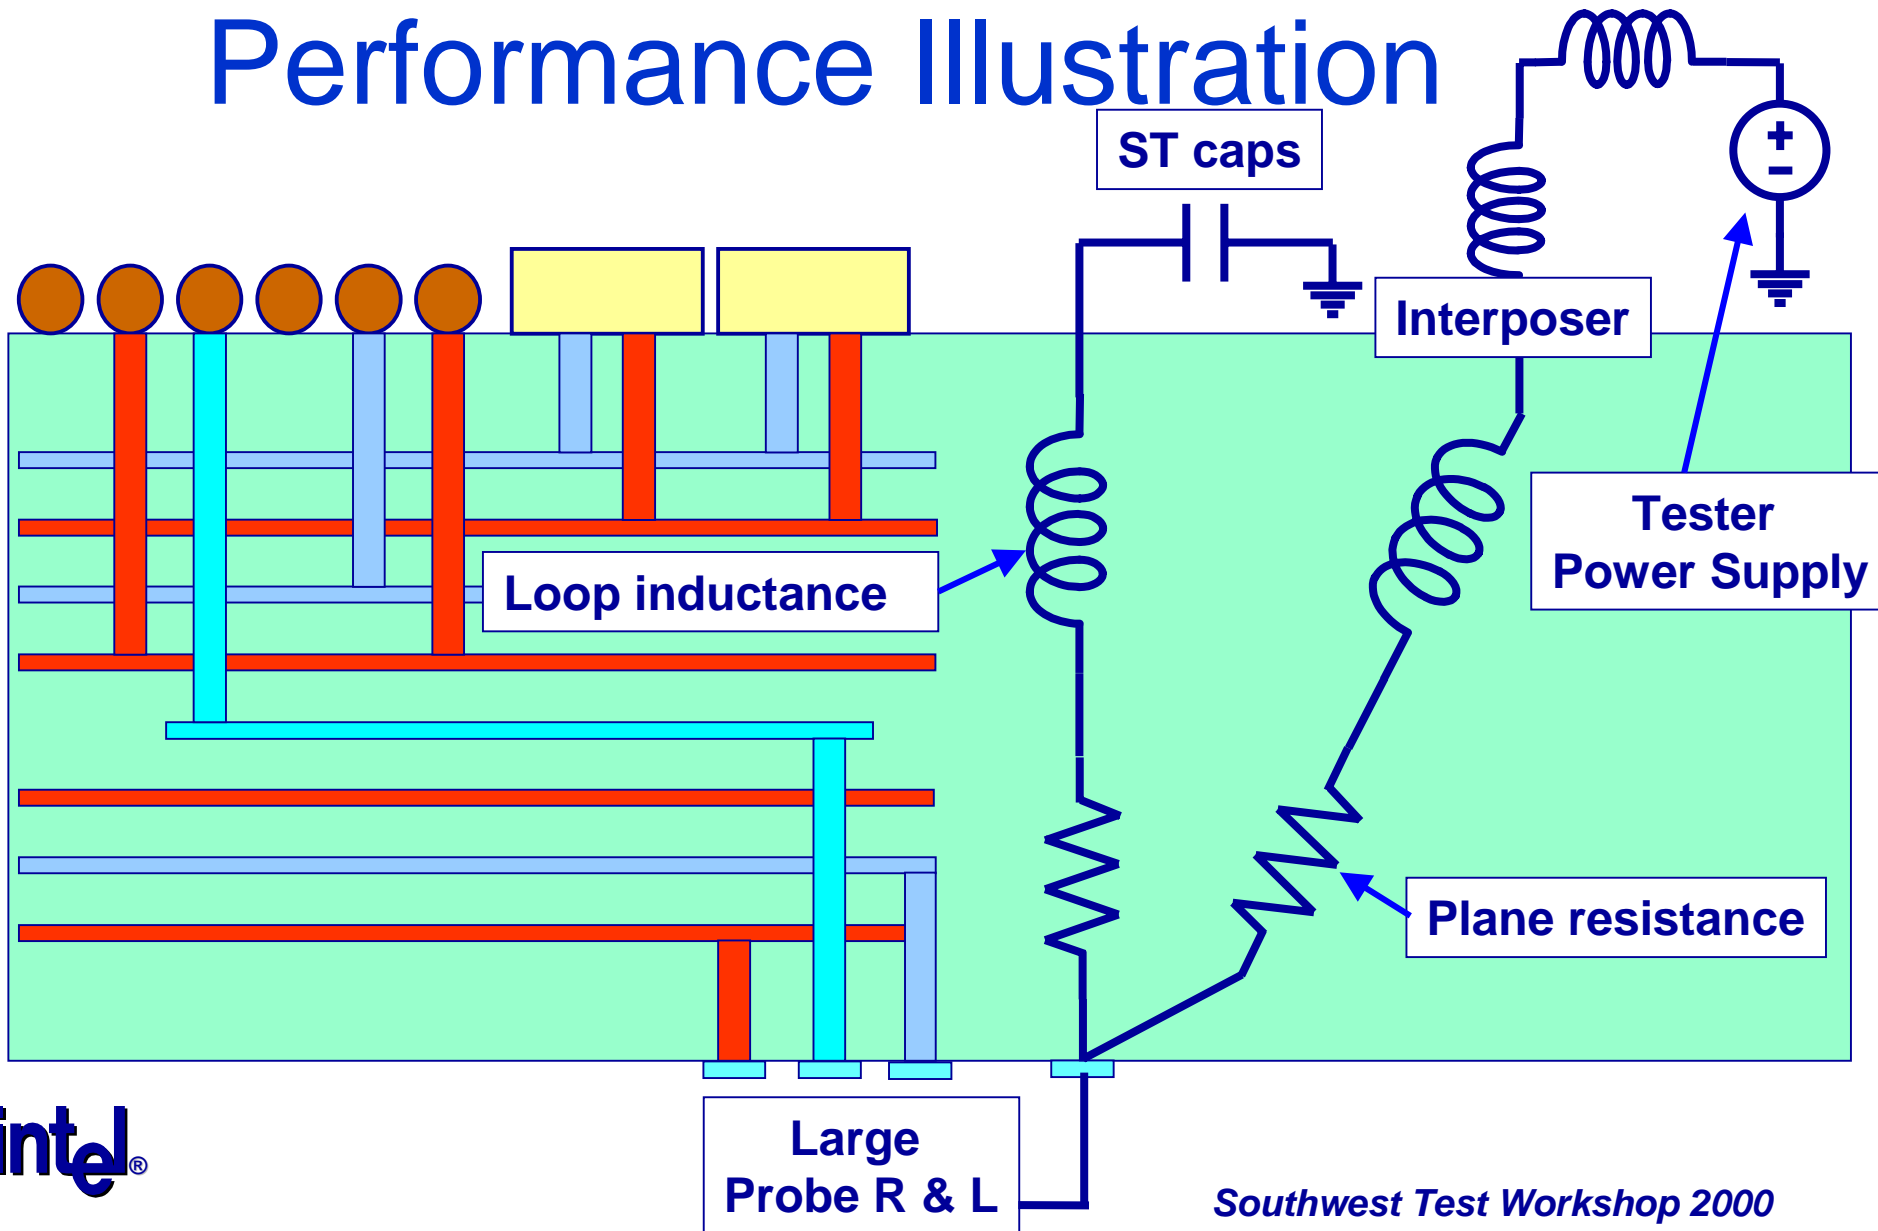 Performance Illustration
ST caps
+
–
Interposer
Tester
Power Supply
Loop inductance
Plane resistance
Large
Probe R & L
intel®
Southwest Test Workshop 2000